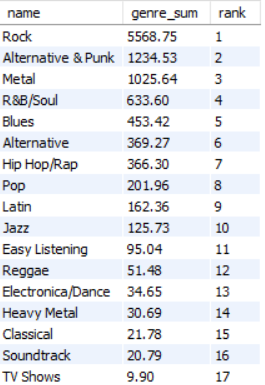 name genre_sum rank
Rock 5568.75 1
Alternative & Punk 1234.53 2
Metal 1025.64 3
R&B/Soul 633.60 4
Blues 453.42 5
Alternative 369.27 6
Hip Hop/Rap 366.30 7
Pop 201.96 8
Latin 162.36 9
Jazz 125.73 10
Easy Listening 95.04 11
Reggae 51.48 12
Electronica/Dance 34.65 13
Heavy Metal 30.69 14
Classical 21.78 15
Soundtrack 20.79 16
TV Shows 9.90 17